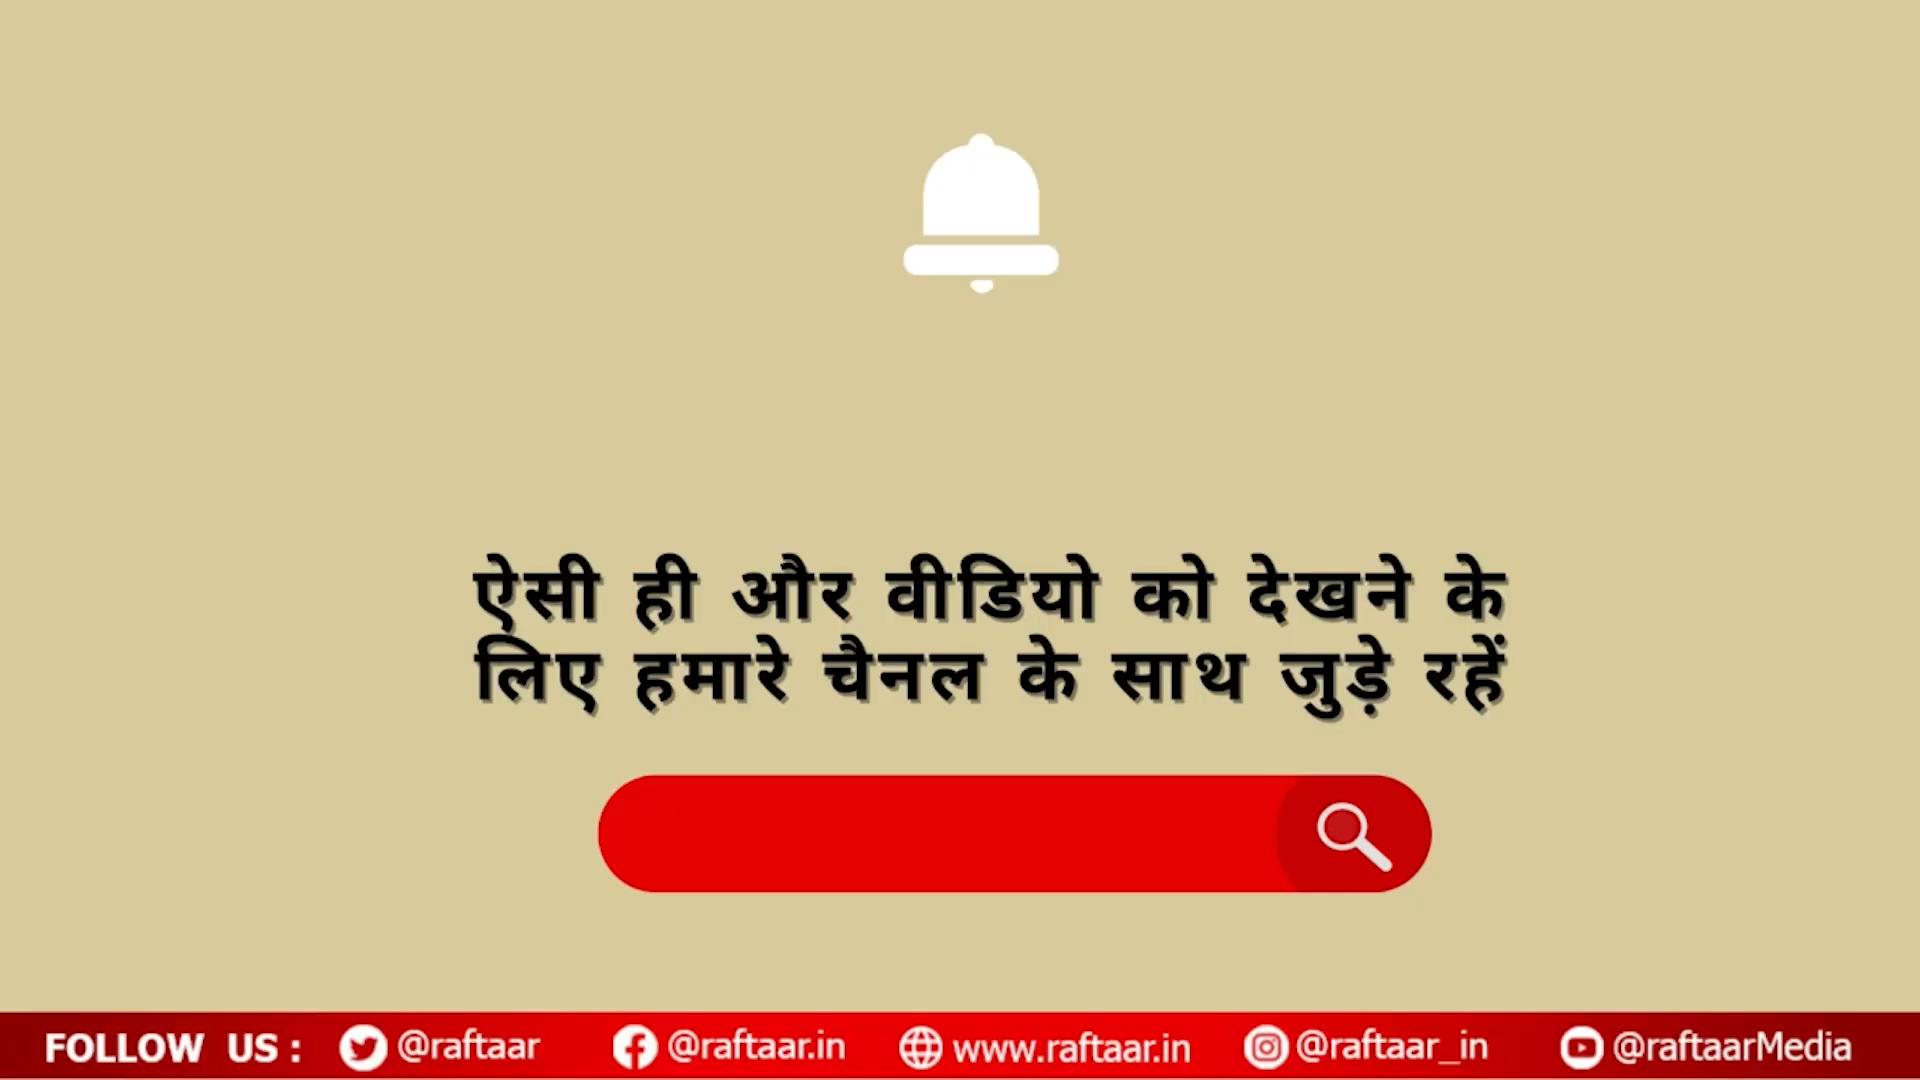 ऐसी ही और वीडियो को देखने के
लिए हमारे चैनल के साथ जुड़े रहें
FOLLOW US : @raftaar @raftaar.in www.raftaar.in @raftaar_in @raftaarMedia